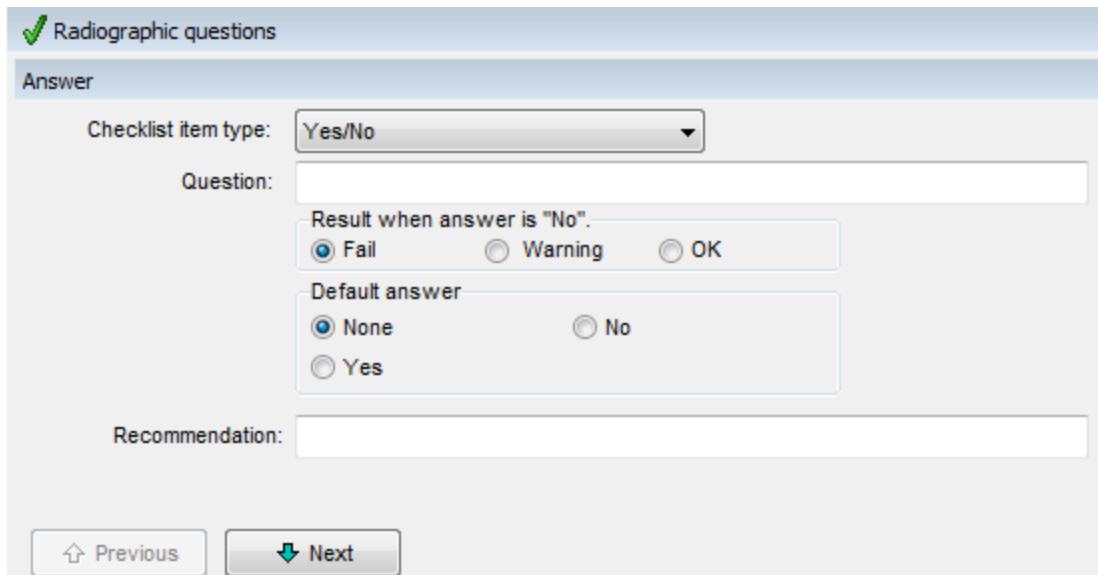 Radiographic questions
Answer
Checklist item type: Yes/No
Question:
Result when answer is "No".
Fail Warning OK
Default answer
None No
Yes
Recommendation:
Previous Next